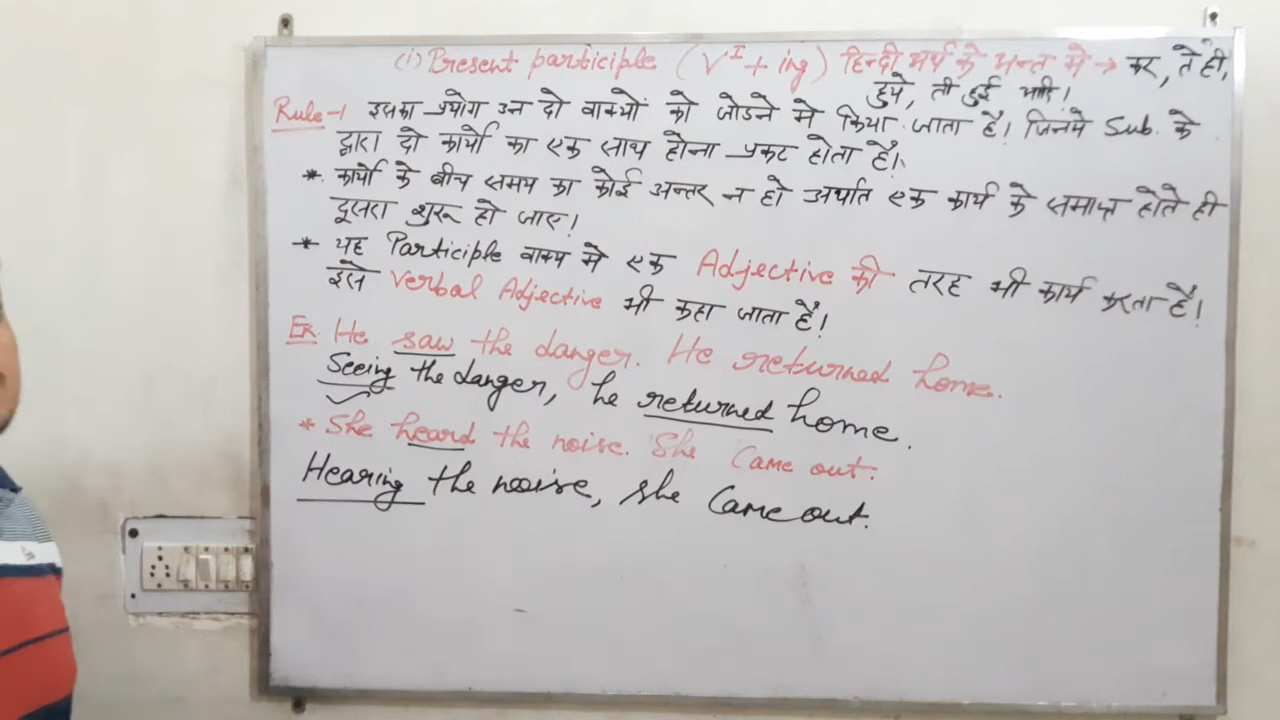 (i) Present participle (V^I + ing) हिन्दी अर्थ के अन्त मे → कर, ते ही,
हुये, ती हुई आदि।
Rule-1 इसका प्रयोग उन दो वाक्यों को जोडने मे किया जाता है। जिनमे Sub. के
द्वारा दो कार्यो का एक साथ होना प्रकट होता है।
* कार्यो के बीच समय का कोई अन्तर न हो अर्थात एक कार्य के समाप्त होते ही
दूसरा शुरू हो जाए।
* यह Participle वाक्य मे एक Adjective की तरह भी कार्य करता है।
इसे Verbal Adjective भी कहा जाता है।
Ex. He saw the danger. He returned home.
Seeing the danger, he returned home.
* She heard the noise. She Came out.
Hearing the noise, she Came out.